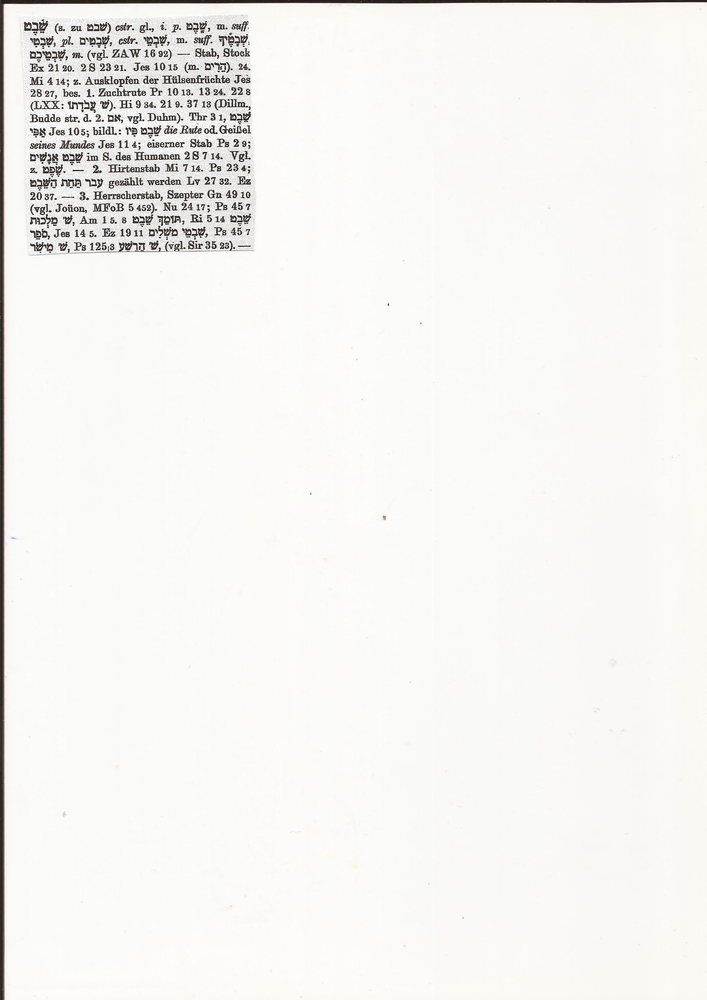 שֵׁ֫בֶט (s. zu שבט) cstr. gl., i. p. שָׁ֑בֶט, m. suff.
שִׁבְטִי, pl. שְׁבָטִים, cstr. שִׁבְטֵי, m. suff. שְׁבָטֶ֫יךָ,
שִׁבְטֵיכֶם, m. (vgl. ZAW 16 92) — Stab, Stock
Ex 21 20. 2 S 23 21. Jes 10 15 (m. הֵרִים). 24.
Mi 4 14; z. Ausklopfen der Hülsenfrüchte Jes
28 27, bes. 1. Zuchtrute Pr 10 13. 13 24. 22 8
(LXX: שׁ׳ עֲבֹדָתוֹ). Hi 9 34. 21 9. 37 13 (Dillm.,
Budde str. d. 2. אם, vgl. Duhm). Thr 3 1, שֵׁבֶט
אַפִּי Jes 10 5; bildl.: שֵׁבֶט פִּיו die Rute od. Geißel
seines Mundes Jes 11 4; eiserner Stab Ps 2 9;
שֵׁבֶט אֲנָשִׁים im S. des Humanen 2 S 7 14. Vgl.
z. שֶׁפֶט. — 2. Hirtenstab Mi 7 14. Ps 23 4;
עבר תַּחַת הַשֵּׁבֶט gezählt werden Lv 27 32. Ez
20 37. — 3. Herrscherstab, Szepter Gn 49 10
(vgl. Joüon, MFoB 5 452). Nu 24 17; Ps 45 7
שׁ׳ מַלְכוּת, Am 1 5. 8 תּוֹמֵךְ שֵׁבֶט, Ri 5 14 שֵׁבֶט
סֹפֵר, Jes 14 5. Ez 19 11 שִׁבְטֵי מֹשְׁלִים, Ps 45 7
שׁ׳ מִישֹׁר, Ps 125,3 שׁ׳ הָרֶשַׁע, (vgl. Sir 35 23). —